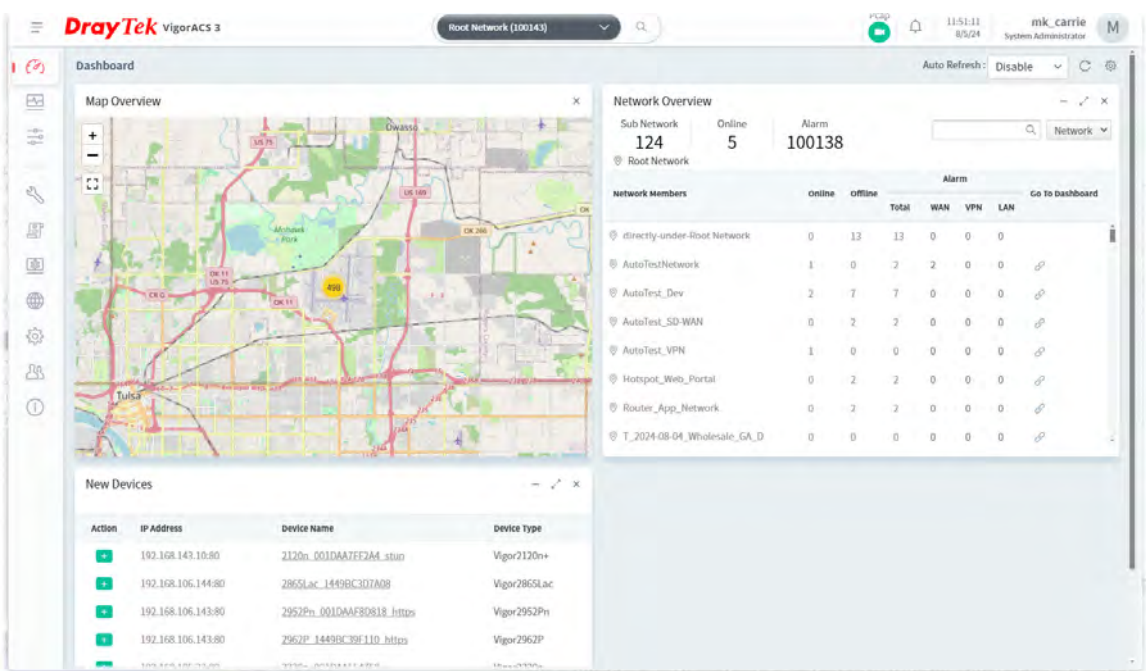 DrayTek VigorACS 3
Root Network (100143)
11:51:11
8/5/24
mk_carrie
System Administrator
M
Dashboard
Auto Refresh :
Disable
Map Overview
+
−
Owasso
US 75
US 169
OK 266
Mohawk
Park
OK 11
US 75
498
OK 11
Tulsa
Network Overview
Sub Network
Online
Alarm
124
5
100138
Root Network
Network
Network Members
Online
Offline
Alarm
Total
WAN
VPN
LAN
Go To Dashboard
directly-under-Root Network 0 13 13 0 0 0
AutoTestNetwork 1 0 2 2 0 0
AutoTest_Dev 2 7 7 0 0 0
AutoTest_SD-WAN 0 2 2 0 0 0
AutoTest_VPN 1 0 0 0 0 0
Hotspot_Web_Portal 0 2 2 0 0 0
Router_App_Network 0 2 2 0 0 0
T_2024-08-04_Wholesale_GA_D 0 0 0 0 0 0
New Devices
Action IP Address Device Name Device Type
192.168.143.10:80 2120n_001DAA7FF2A4_stun Vigor2120n+
192.168.106.144:80 2865Lac_1449BC3D7A08 Vigor2865Lac
192.168.106.143:80 2952Pn_001DAAF8D818_https Vigor2952Pn
192.168.106.143:80 2962P_1449BC39F110_https Vigor2962P